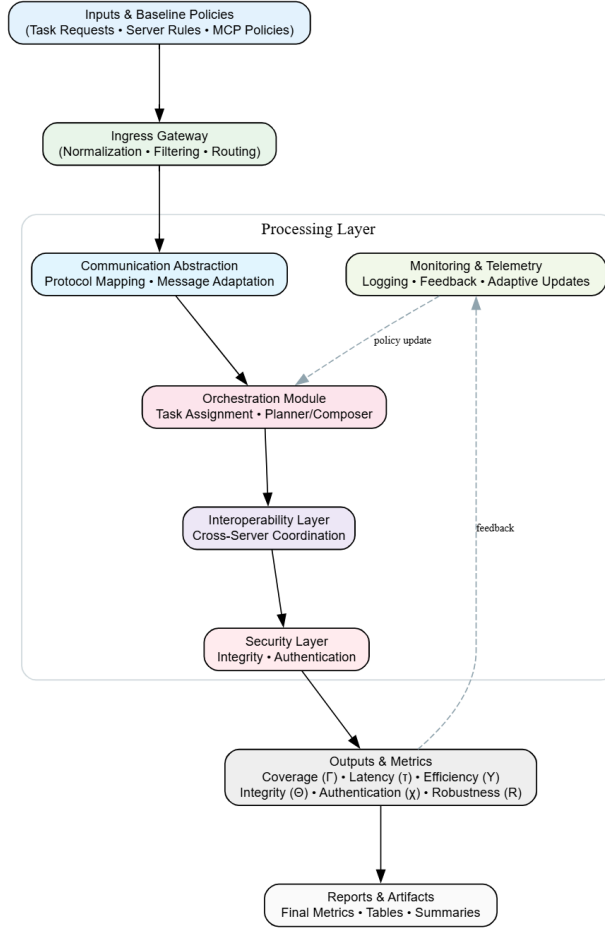 Inputs & Baseline Policies
(Task Requests • Server Rules • MCP Policies)
Ingress Gateway
(Normalization • Filtering • Routing)
Processing Layer
Communication Abstraction
Protocol Mapping • Message Adaptation
Monitoring & Telemetry
Logging • Feedback • Adaptive Updates
policy update
Orchestration Module
Task Assignment • Planner/Composer
Interoperability Layer
Cross-Server Coordination
feedback
Security Layer
Integrity • Authentication
Outputs & Metrics
Coverage (Γ) • Latency (τ) • Efficiency (Υ)
Integrity (Θ) • Authentication (χ) • Robustness (R)
Reports & Artifacts
Final Metrics • Tables • Summaries